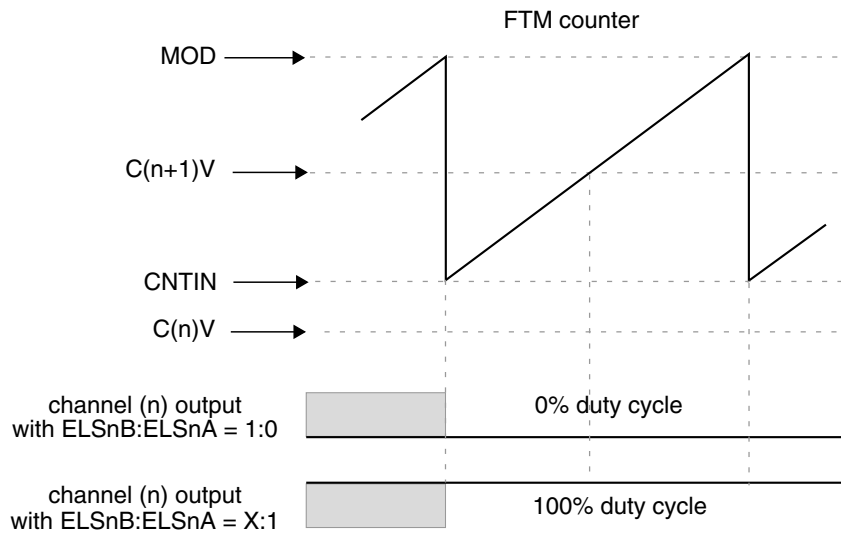 FTM counter
MOD
C(n+1)V
CNTIN
C(n)V
channel (n) output
with ELSnB:ELSnA = 1:0
0% duty cycle
channel (n) output
with ELSnB:ELSnA = X:1
100% duty cycle